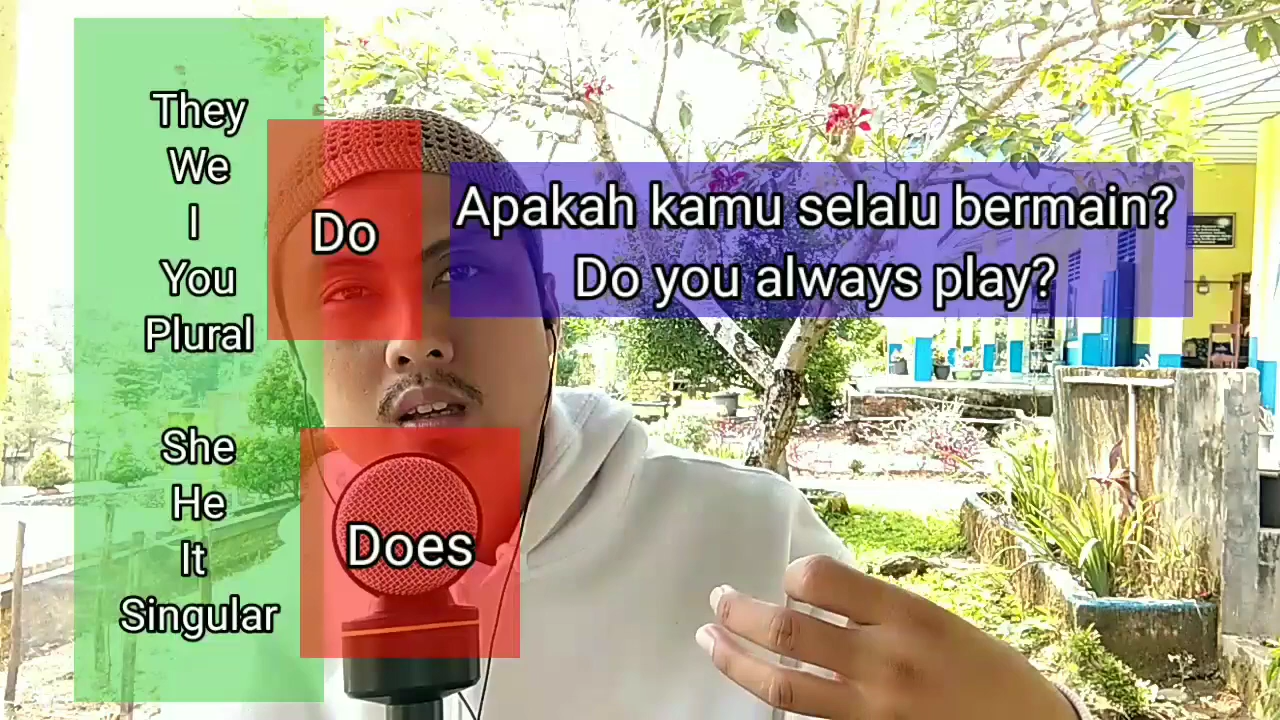 They
We
I
You
Plural
Do
Apakah kamu selalu bermain?
Do you always play?
She
He
It
Singular
Does